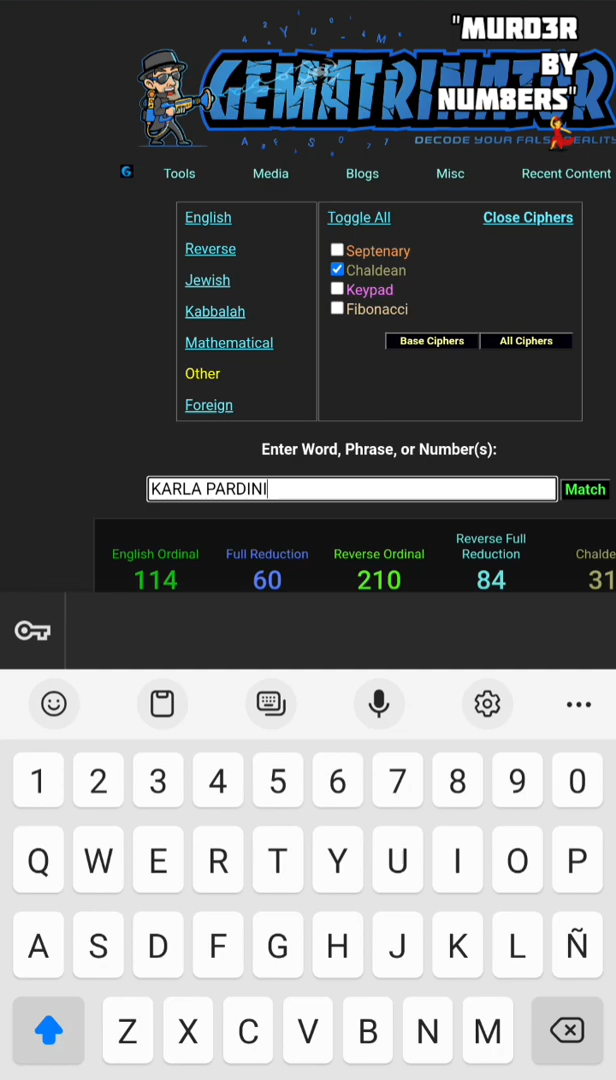 "MURD3R
BY
NUM8ERS"
GEMATRINATOR
DECODE YOUR FALSE REALITY
Tools Media Blogs Misc Recent Content
English
Reverse
Jewish
Kabbalah
Mathematical
Other
Foreign
Toggle All Close Ciphers
Septenary
Chaldean
Keypad
Fibonacci
Base Ciphers All Ciphers
Enter Word, Phrase, or Number(s):
KARLA PARDINI Match
English Ordinal Full Reduction Reverse Ordinal Reverse Full Reduction Chalde
114 60 210 84 31
1 2 3 4 5 6 7 8 9 0
Q W E R T Y U I O P
A S D F G H J K L Ñ
Z X C V B N M